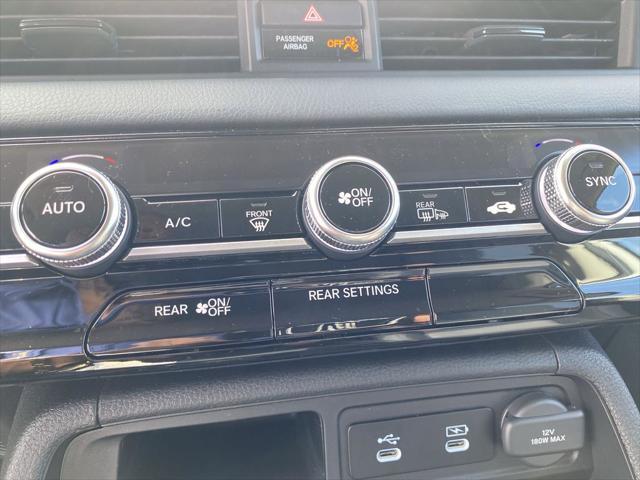 PASSENGER
AIRBAG OFF
AUTO
A/C
FRONT
ON/
OFF
REAR
SYNC
REAR ON/
OFF
REAR SETTINGS
12V
180W MAX